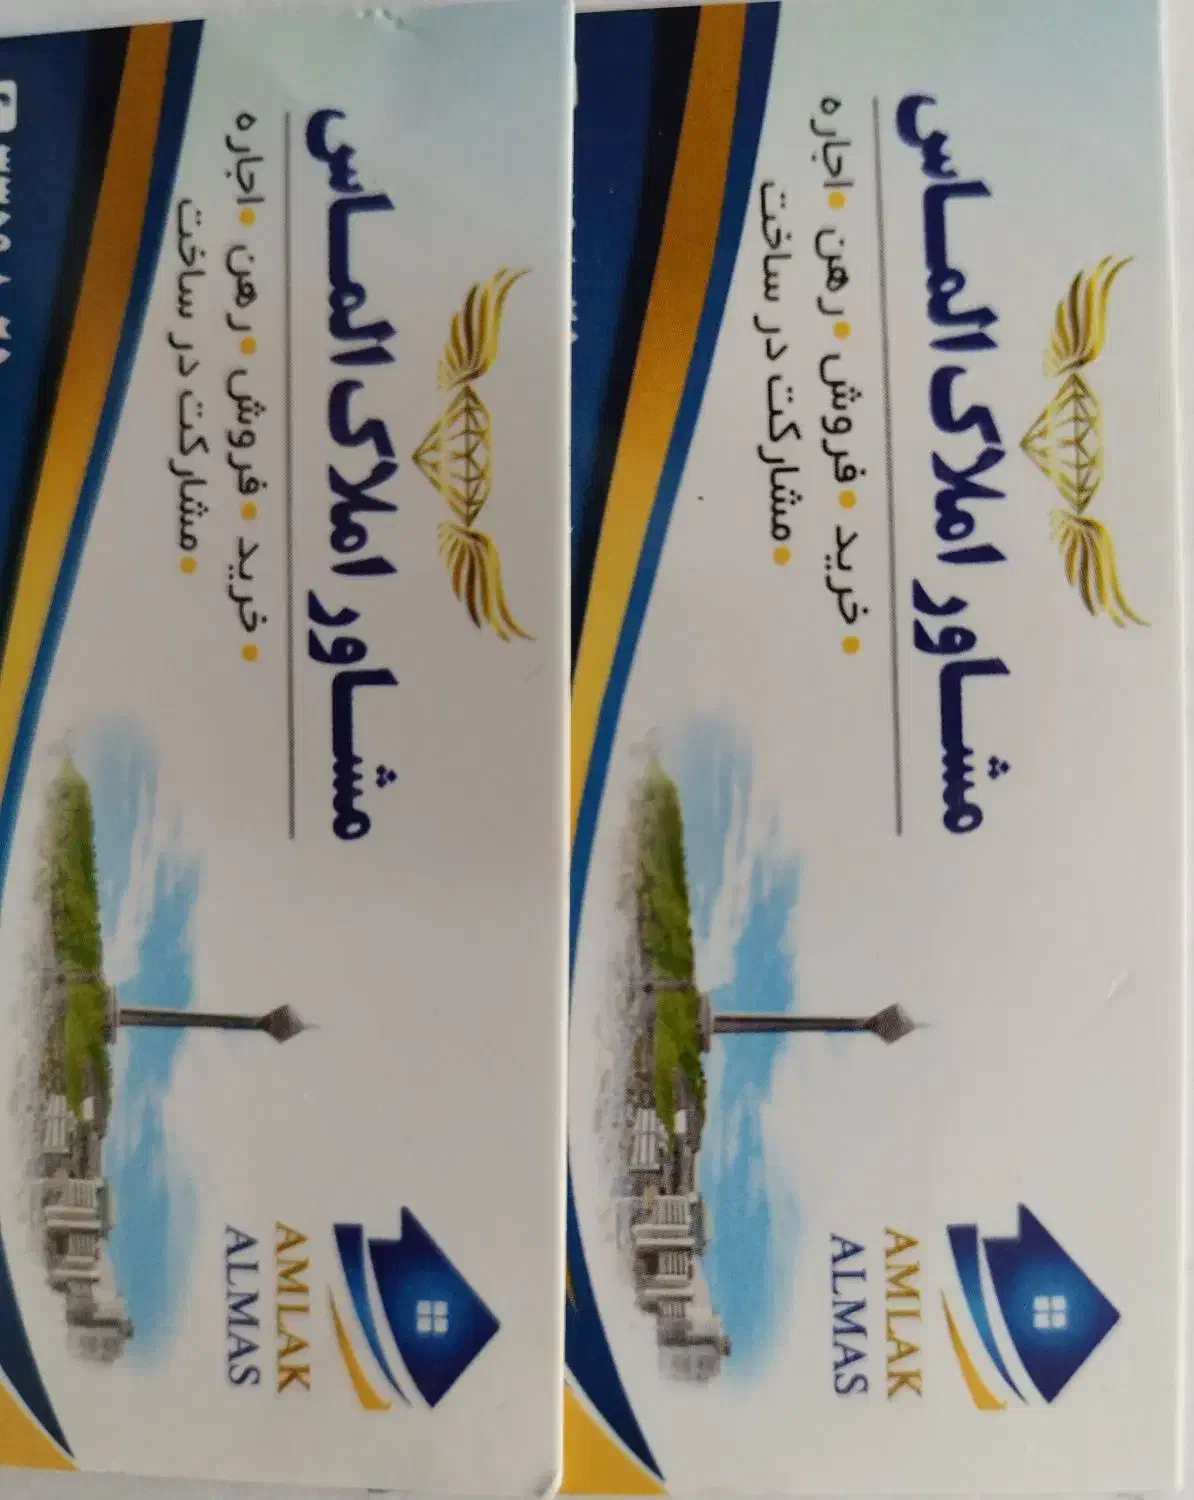 مشاور املاک الماس
• خرید • فروش • رهن • اجاره
• مشارکت در ساخت
AMLAK
ALMAS
مشاور املاک الماس
• خرید • فروش • رهن • اجاره
• مشارکت در ساخت
AMLAK
ALMAS